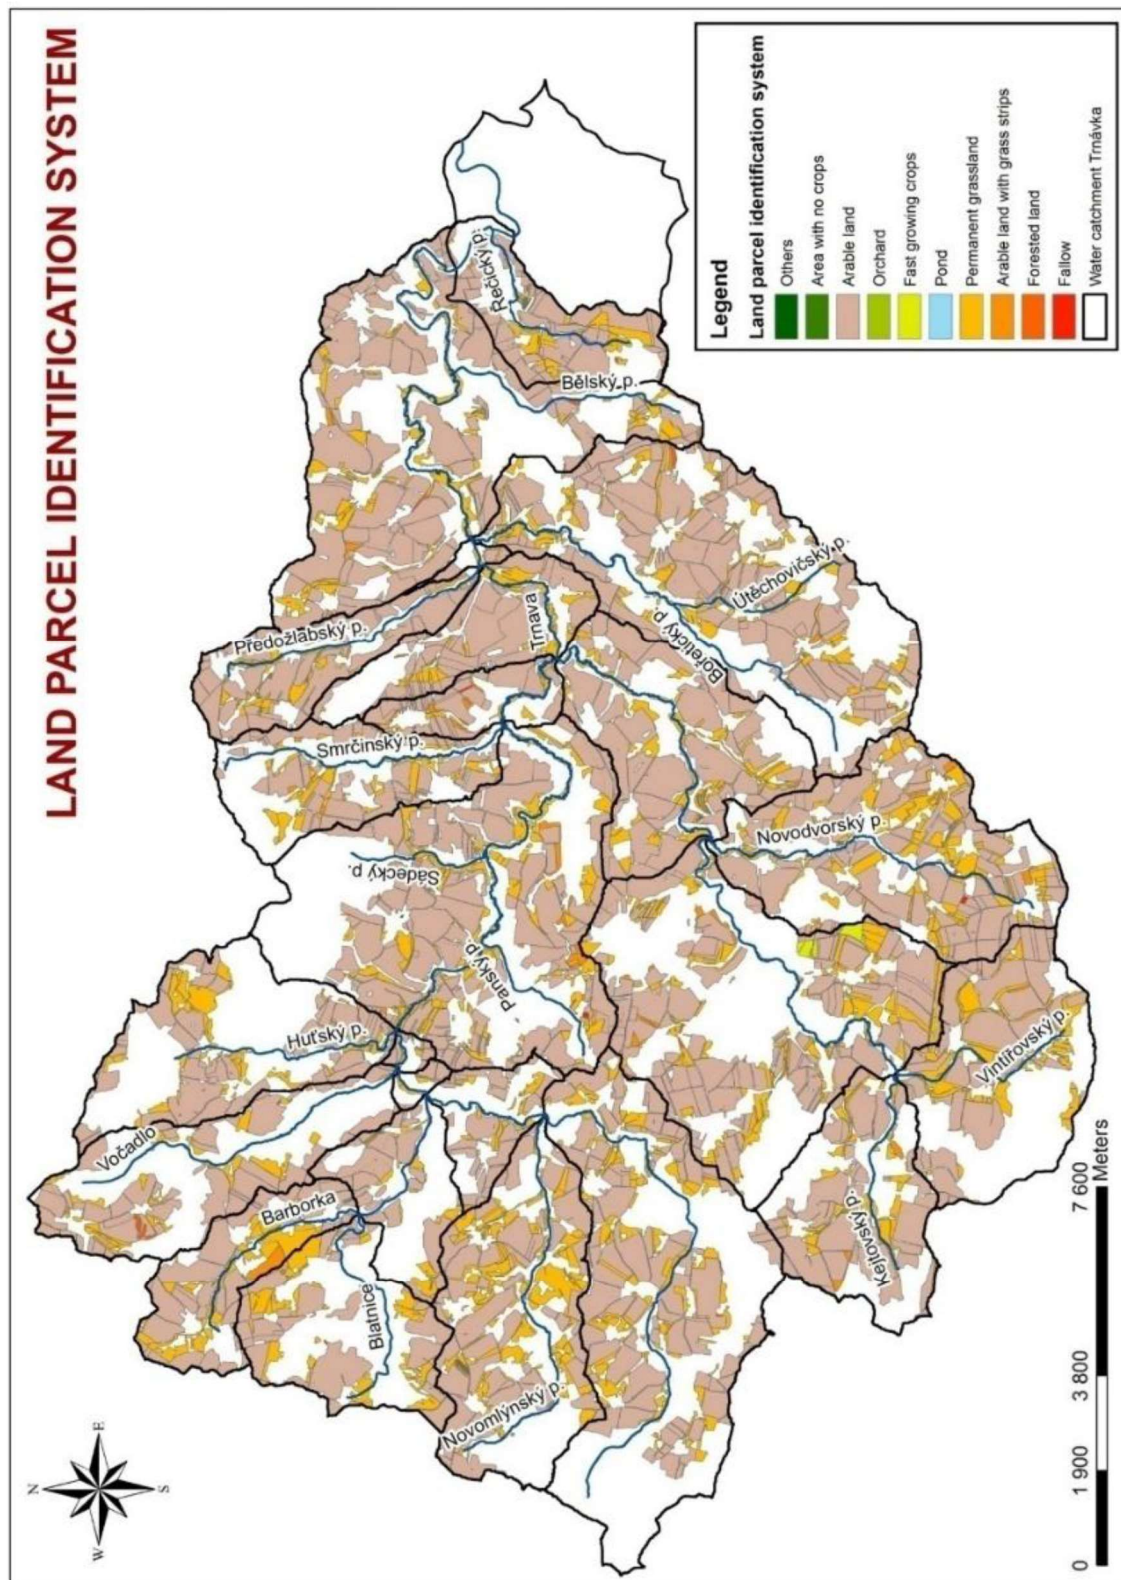 LAND PARCEL IDENTIFICATION SYSTEM
N
W
E
S
Legend
Land parcel identification system
Others
Area with no crops
Arable land
Orchard
Fast growing crops
Pond
Permanent grassland
Arable land with grass strips
Forested land
Fallow
Water catchment Trnávka
Řečický p.
Bělský p.
Předožlabský p.
Trnava
Útěchovičský p.
Bořetický p.
Smrčinský p.
Sádecký p.
Novodvorský p.
Panský p.
Huťský p.
Vočadlo
Barborka
Blatnice
Novomlýnský p.
Vintířovský p.
Kejtovský p.
0 1 900 3 800 7 600
Meters